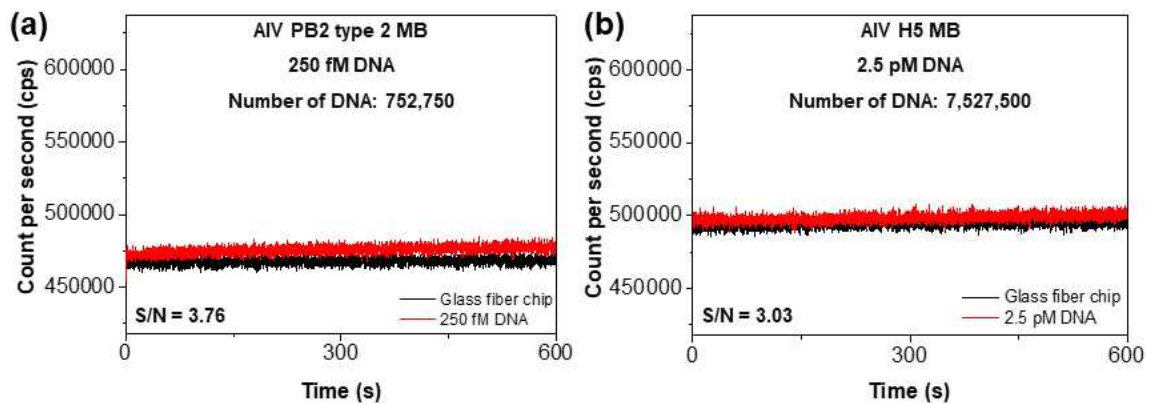 (a)
AIV PB2 type 2 MB
250 fM DNA
Number of DNA: 752,750
Count per second (cps)
600000
550000
500000
450000
S/N = 3.76
Glass fiber chip
250 fM DNA
0
300
600
Time (s)
(b)
AIV H5 MB
2.5 pM DNA
Number of DNA: 7,527,500
Count per second (cps)
600000
550000
500000
450000
S/N = 3.03
Glass fiber chip
2.5 pM DNA
0
300
600
Time (s)